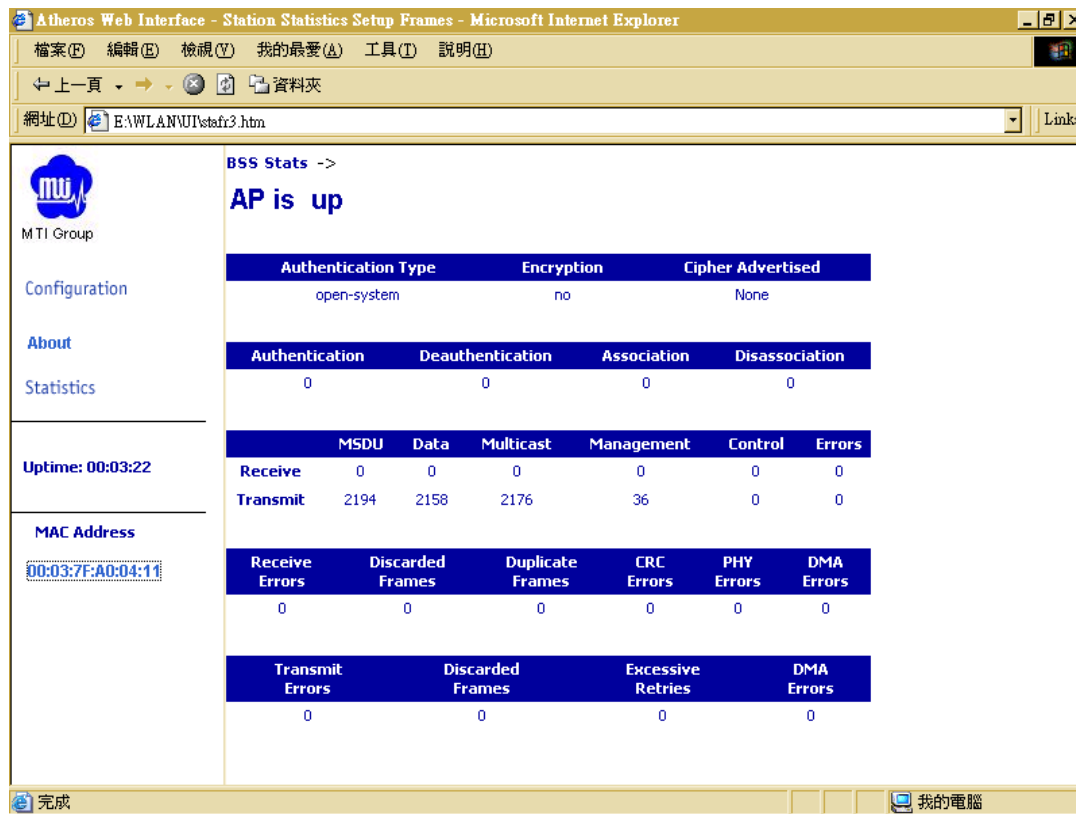 Atheros Web Interface - Station Statistics Setup Frames - Microsoft Internet Explorer
檔案(F) 編輯(E) 檢視(V) 我的最愛(A) 工具(T) 說明(H)
上一頁 資料夾
網址(D) E:\WLAN\UI\stafr3.htm Links
mti
MTI Group
Configuration
About
Statistics
Uptime: 00:03:22
MAC Address
00:03:7F:A0:04:11
BSS Stats ->
AP is up
Authentication Type Encryption Cipher Advertised
open-system no None
Authentication Deauthentication Association Disassociation
0 0 0 0
MSDU Data Multicast Management Control Errors
Receive 0 0 0 0 0 0
Transmit 2194 2158 2176 36 0 0
Receive Errors Discarded Frames Duplicate Frames CRC Errors PHY Errors DMA Errors
0 0 0 0 0 0
Transmit Errors Discarded Frames Excessive Retries DMA Errors
0 0 0 0
完成 我的電腦